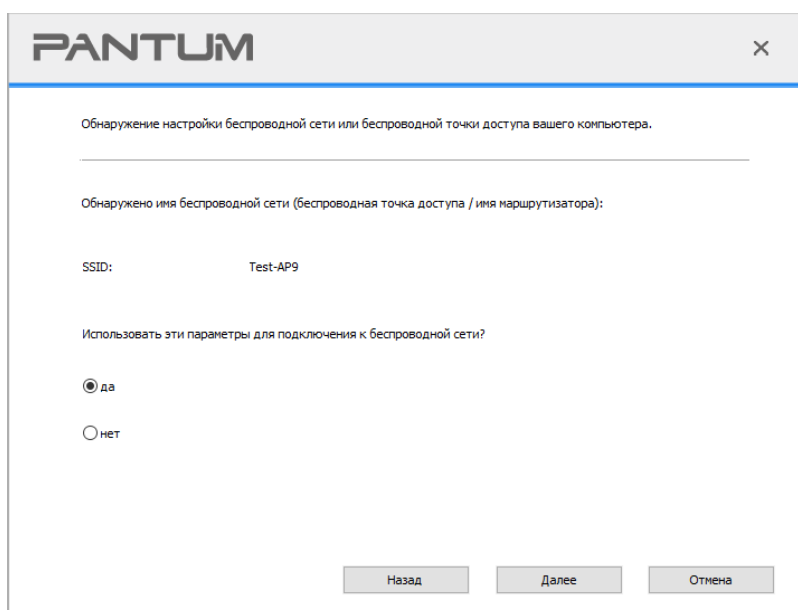 PANTUM
Обнаружение настройки беспроводной сети или беспроводной точки доступа вашего компьютера.
Обнаружено имя беспроводной сети (беспроводная точка доступа / имя маршрутизатора):
SSID: Test-AP9
Использовать эти параметры для подключения к беспроводной сети?
да
нет
Назад Далее Отмена